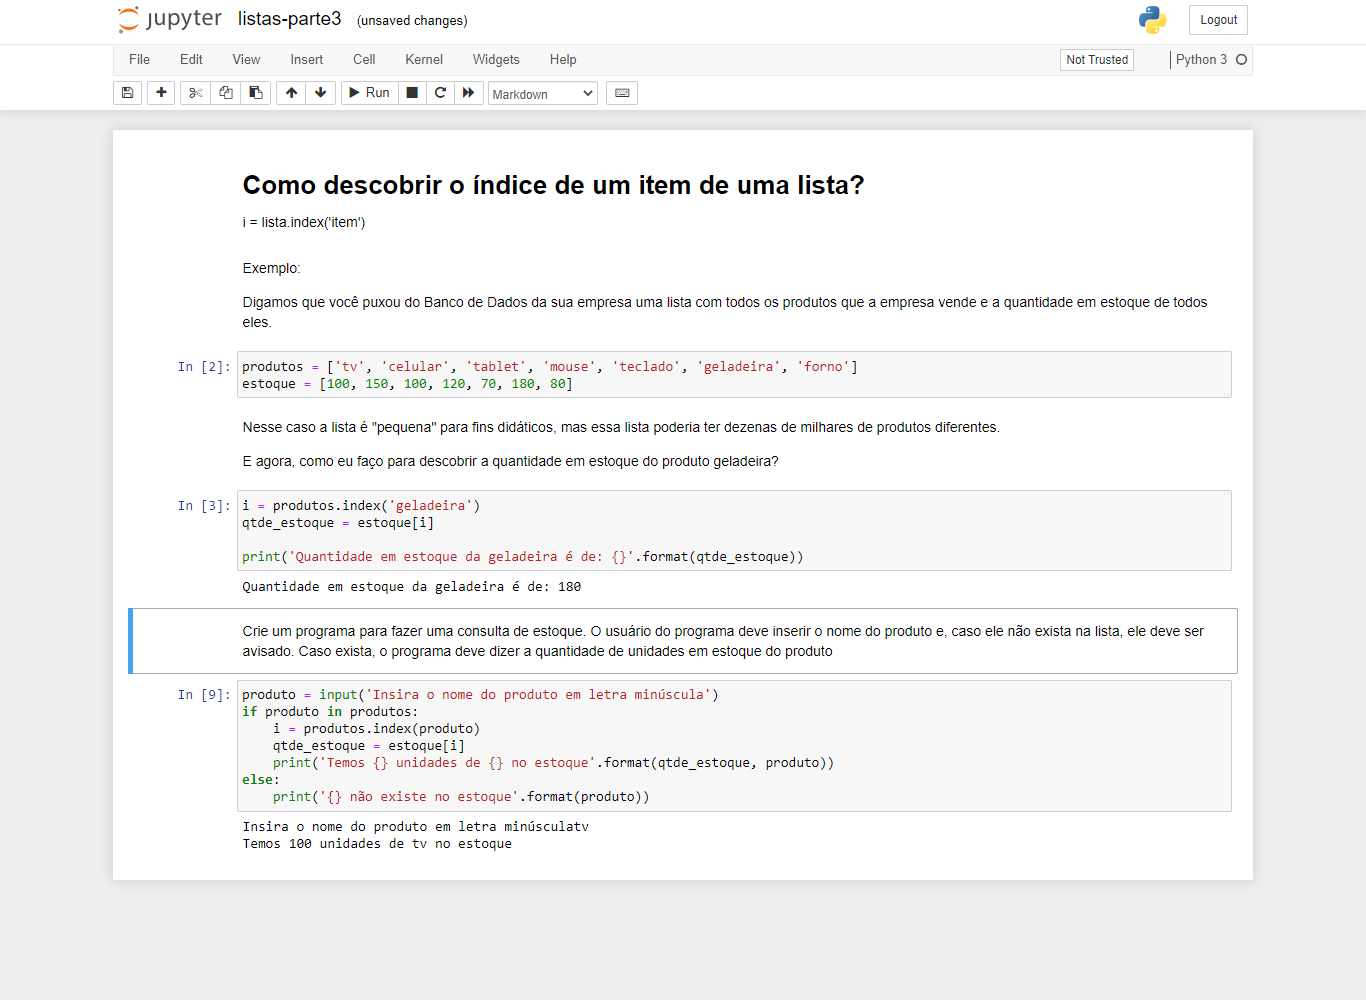 jupyter listas-parte3 (unsaved changes) Logout
File Edit View Insert Cell Kernel Widgets Help Not Trusted Python 3
Run Markdown
Como descobrir o índice de um item de uma lista?
i = lista.index('item')
Exemplo:
Digamos que você puxou do Banco de Dados da sua empresa uma lista com todos os produtos que a empresa vende e a quantidade em estoque de todos
eles.
In [2]: produtos = ['tv', 'celular', 'tablet', 'mouse', 'teclado', 'geladeira', 'forno']
estoque = [100, 150, 100, 120, 70, 180, 80]
Nesse caso a lista é "pequena" para fins didáticos, mas essa lista poderia ter dezenas de milhares de produtos diferentes.
E agora, como eu faço para descobrir a quantidade em estoque do produto geladeira?
In [3]: i = produtos.index('geladeira')
qtde_estoque = estoque[i]
print('Quantidade em estoque da geladeira é de: {}'.format(qtde_estoque))
Quantidade em estoque da geladeira é de: 180
Crie um programa para fazer uma consulta de estoque. O usuário do programa deve inserir o nome do produto e, caso ele não exista na lista, ele deve ser
avisado. Caso exista, o programa deve dizer a quantidade de unidades em estoque do produto
In [9]: produto = input('Insira o nome do produto em letra minúscula')
if produto in produtos:
    i = produtos.index(produto)
    qtde_estoque = estoque[i]
    print('Temos {} unidades de {} no estoque'.format(qtde_estoque, produto))
else:
    print('{} não existe no estoque'.format(produto))
Insira o nome do produto em letra minúsculatv
Temos 100 unidades de tv no estoque